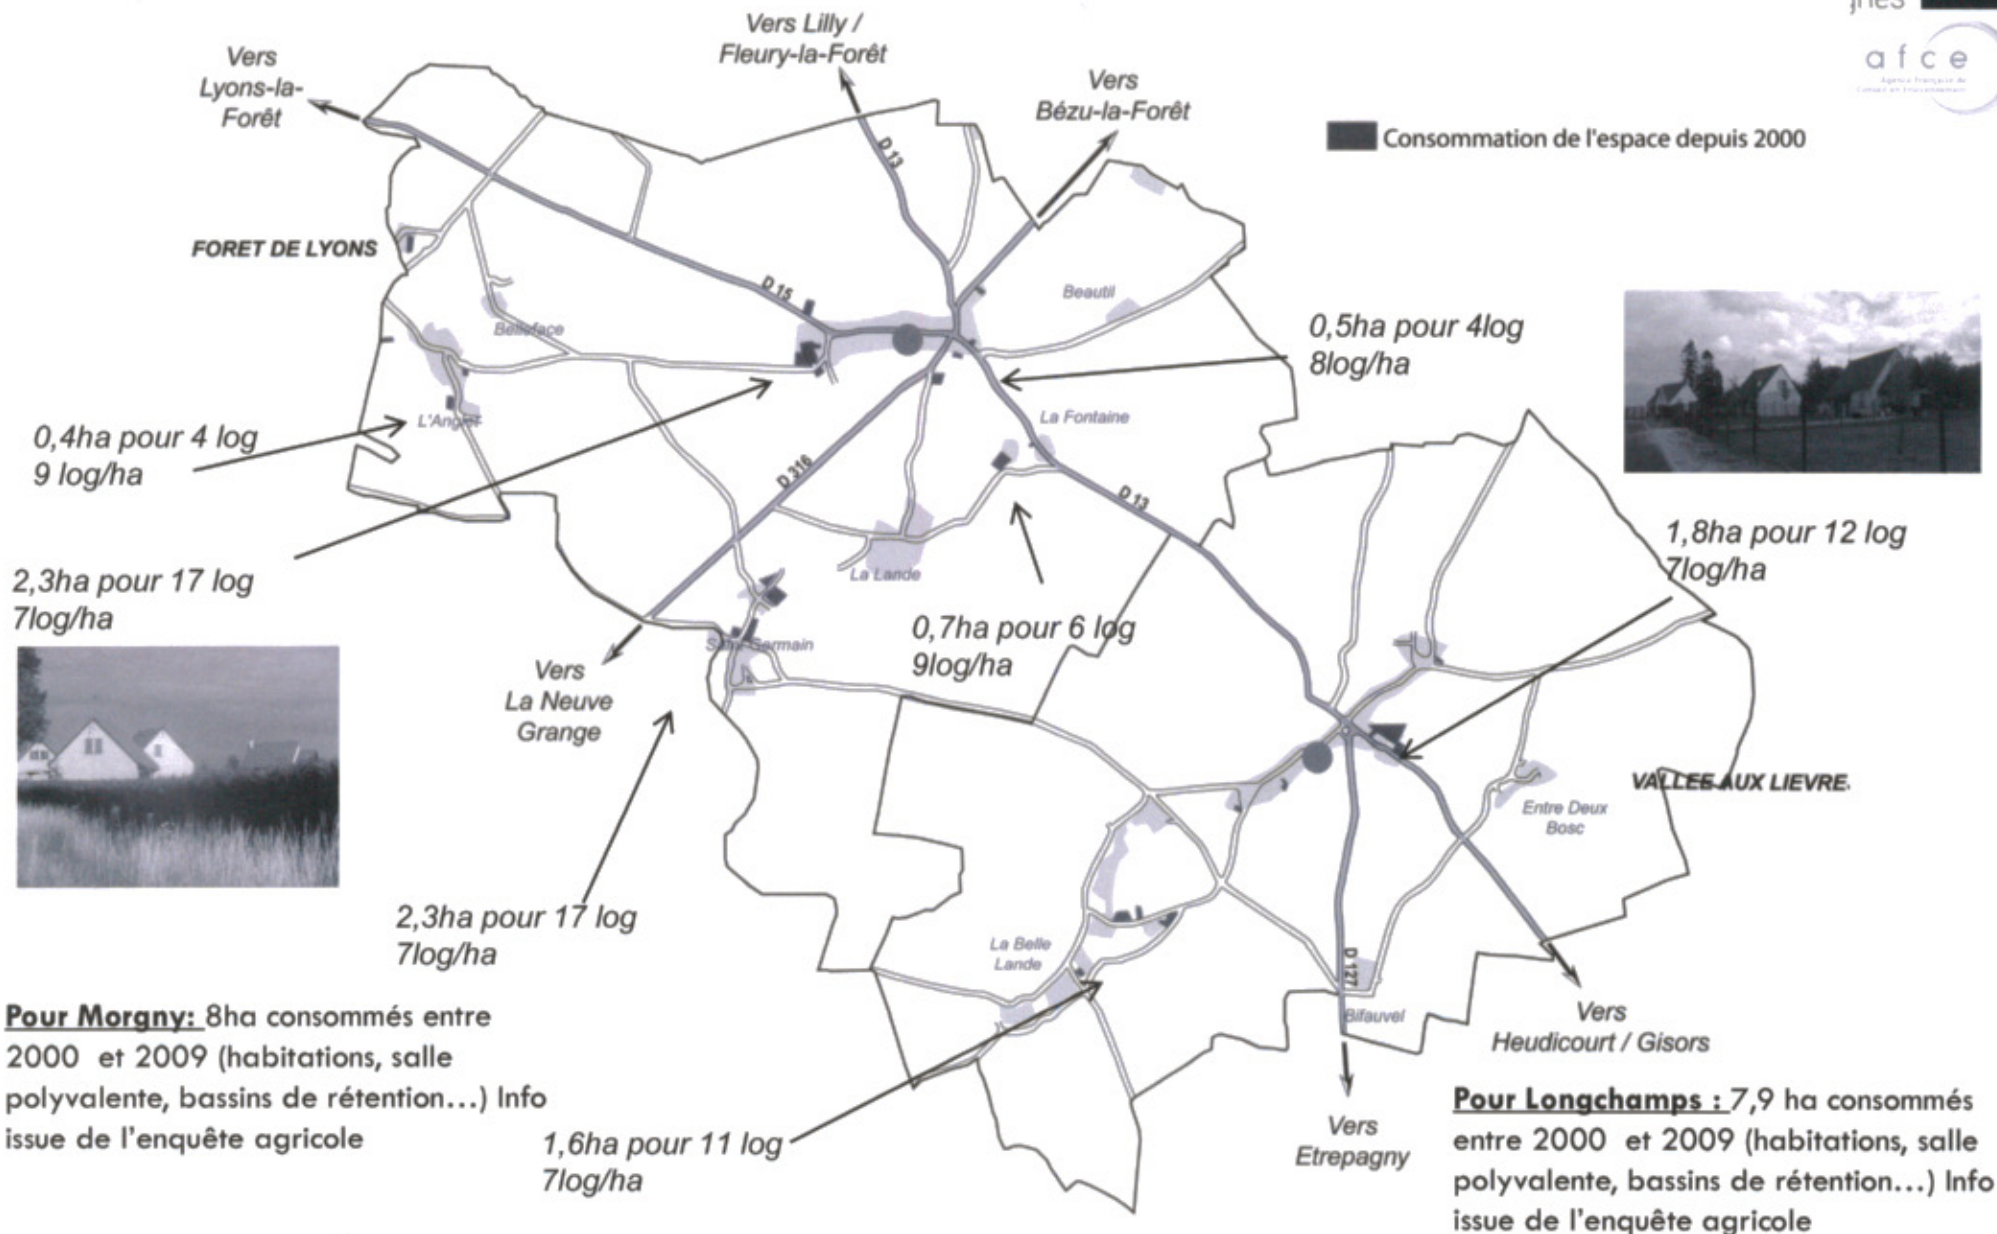 afce
Vers Lilly /
Fleury-la-Forêt
Vers
Lyons-la-
Forêt
Vers
Bézu-la-Forêt
Consommation de l'espace depuis 2000
D 13
FORET DE LYONS
D 15
Beautil
Belleface
0,5ha pour 4log
8log/ha
La Fontaine
0,4ha pour 4 log
9 log/ha
D 316
D 13
1,8ha pour 12 log
7log/ha
2,3ha pour 17 log
7log/ha
La Lande
0,7ha pour 6 log
9log/ha
Saint Germain
Vers
La Neuve
Grange
VALLEE AUX LIEVRE
Entre Deux
Bosc
2,3ha pour 17 log
7log/ha
La Belle
Lande
D 127
Bifauvel
Vers
Heudicourt / Gisors
Pour Morgny: 8ha consommés entre
2000 et 2009 (habitations, salle
polyvalente, bassins de rétention...) Info
issue de l'enquête agricole
1,6ha pour 11 log
7log/ha
Vers
Etrepagny
Pour Longchamps : 7,9 ha consommés
entre 2000 et 2009 (habitations, salle
polyvalente, bassins de rétention...) Info
issue de l'enquête agricole